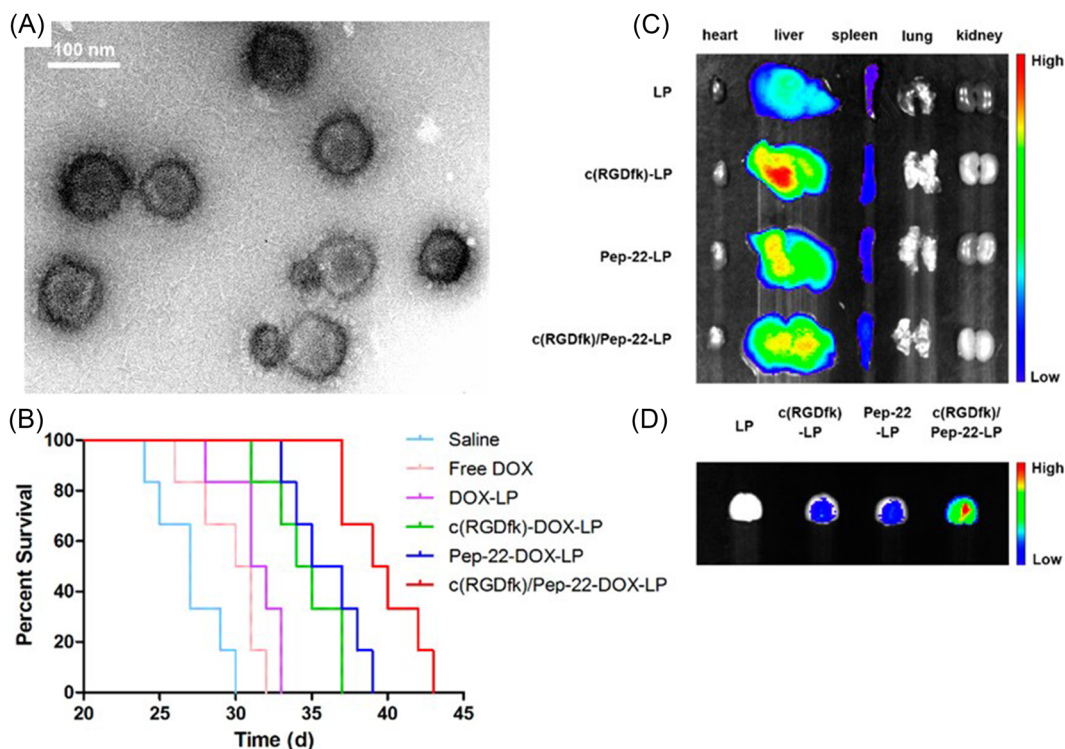 (A)
100 nm
(B)
100
80
60
40
20
0
Percent Survival
20 25 30 35 40 45
Time (d)
Saline
Free DOX
DOX-LP
c(RGDfk)-DOX-LP
Pep-22-DOX-LP
c(RGDfk)/Pep-22-DOX-LP
(C)
heart liver spleen lung kidney
LP
c(RGDfk)-LP
Pep-22-LP
c(RGDfk)/Pep-22-LP
High
Low
(D)
LP
c(RGDfk)
-LP
Pep-22
-LP
c(RGDfk)/
Pep-22-LP
High
Low